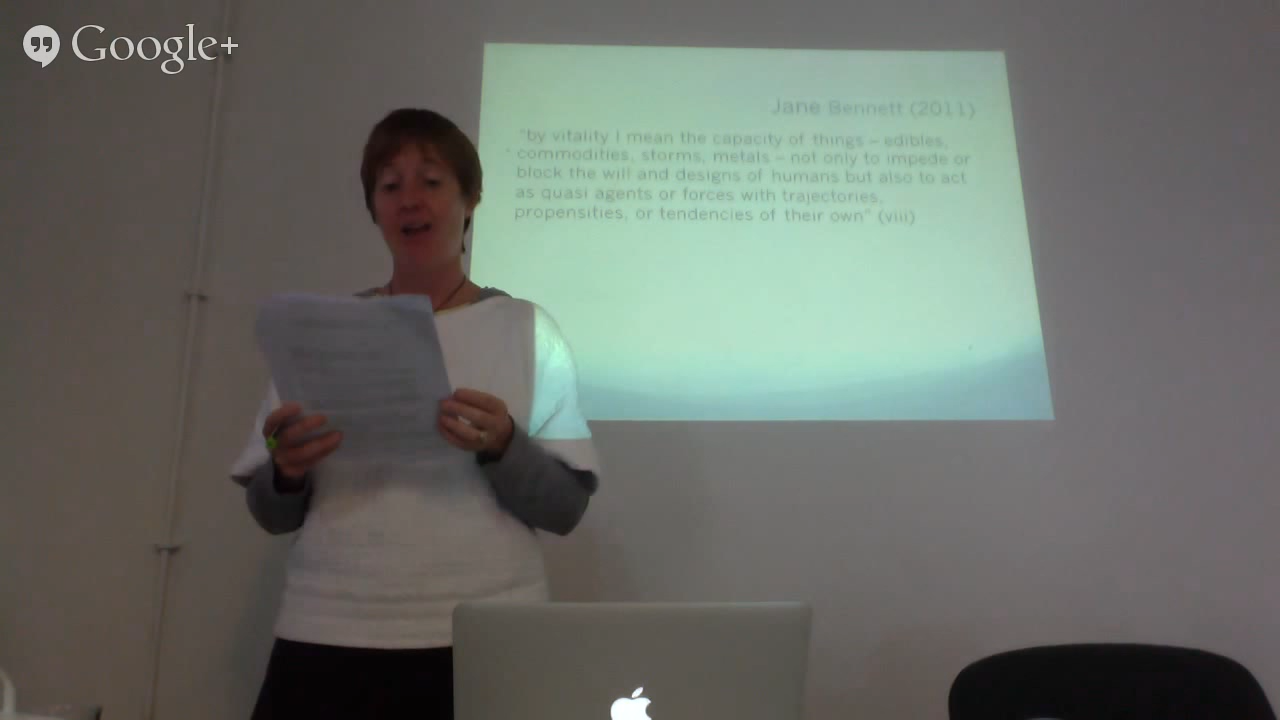 Google+
Jane Bennett (2011)
"by vitality I mean the capacity of things – edibles,
commodities, storms, metals – not only to impede or
block the will and designs of humans but also to act
as quasi agents or forces with trajectories,
propensities, or tendencies of their own" (viii)